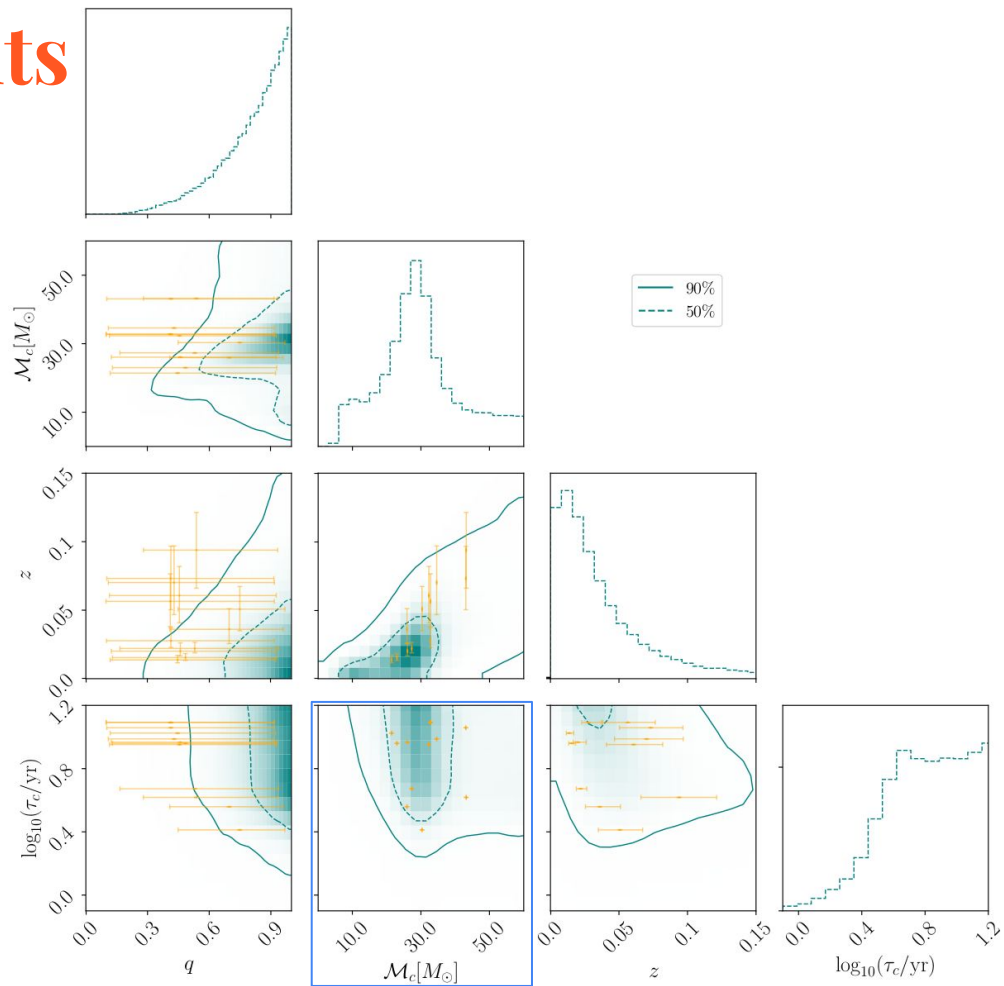 ts
50.0
30.0
10.0
$\mathcal{M}_c[M_\odot]$
90%
50%
0.15
0.1
0.05
0.0
z
1.2
0.8
0.4
0.0
$\log_{10}(\tau_c/\mathrm{yr})$
0.0 0.3 0.6 0.9
q
10.0 30.0 50.0
$\mathcal{M}_c[M_\odot]$
0.0 0.05 0.1 0.15
z
0.0 0.4 0.8 1.2
$\log_{10}(\tau_c/\mathrm{yr})$